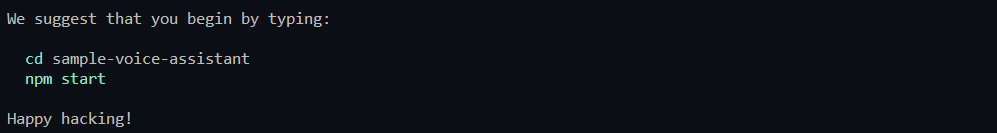 We suggest that you begin by typing:
cd sample-voice-assistant
npm start
Happy hacking!